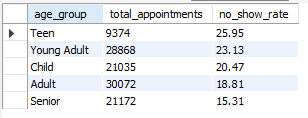 age_group total_appointments no_show_rate
Teen 9374 25.95
Young Adult 28868 23.13
Child 21035 20.47
Adult 30072 18.81
Senior 21172 15.31